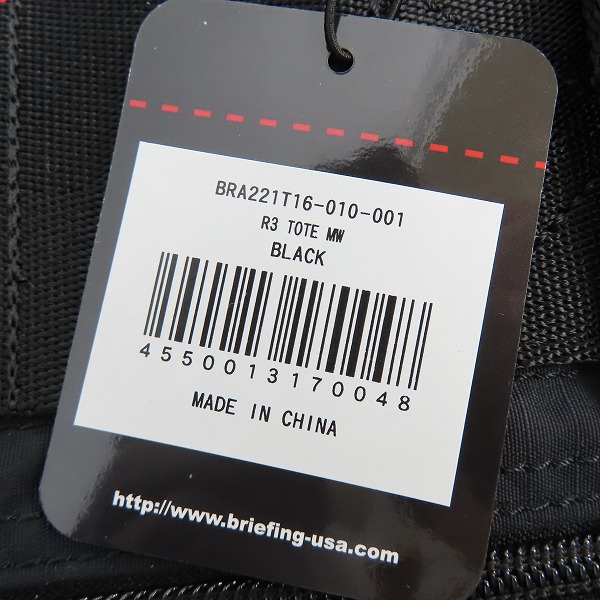 BRA221T16-010-001
R3 TOTE MW
BLACK
4550013170048
MADE IN CHINA
http://www.briefing-usa.com